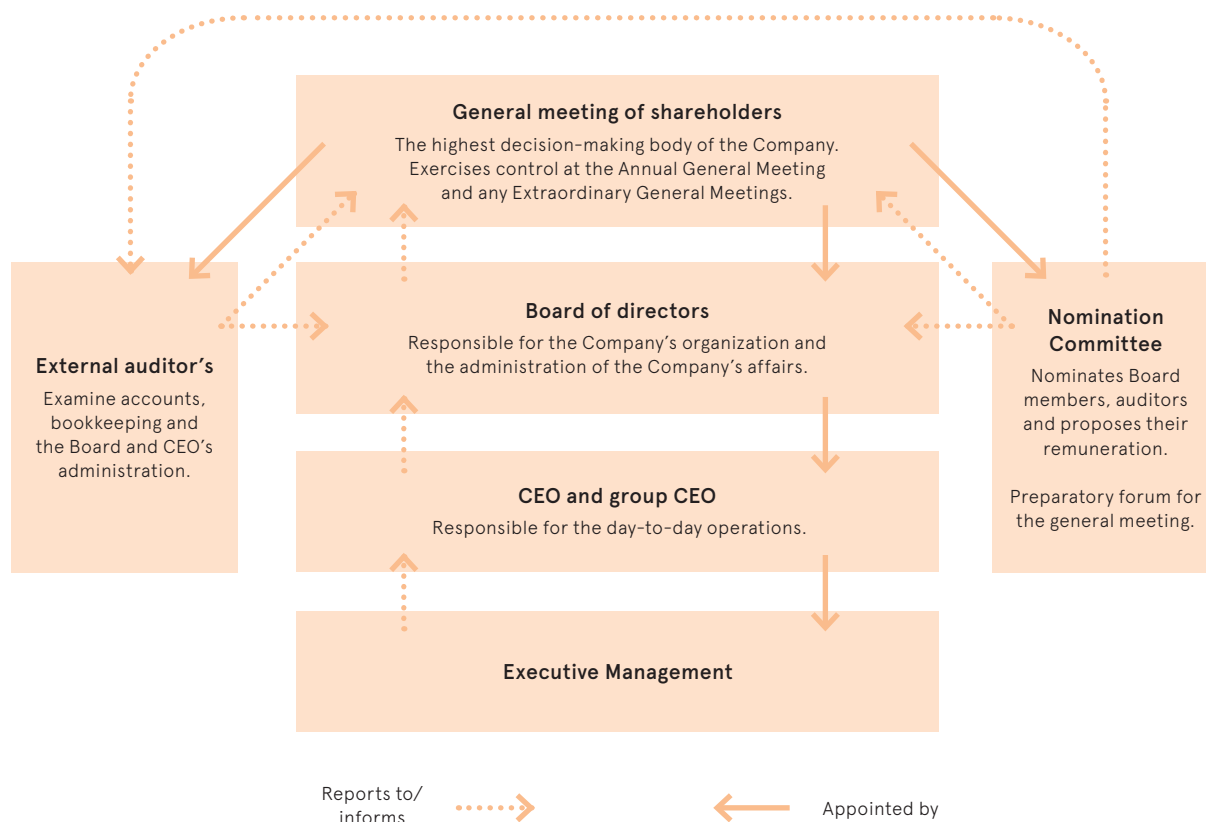 General meeting of shareholders
The highest decision-making body of the Company.
Exercises control at the Annual General Meeting
and any Extraordinary General Meetings.
Board of directors
Responsible for the Company’s organization and
the administration of the Company’s affairs.
External auditor’s
Examine accounts,
bookkeeping and
the Board and CEO’s
administration.
Nomination
Committee
Nominates Board
members, auditors
and proposes their
remuneration.
Preparatory forum for
the general meeting.
CEO and group CEO
Responsible for the day-to-day operations.
Executive Management
Reports to/
informs
Appointed by